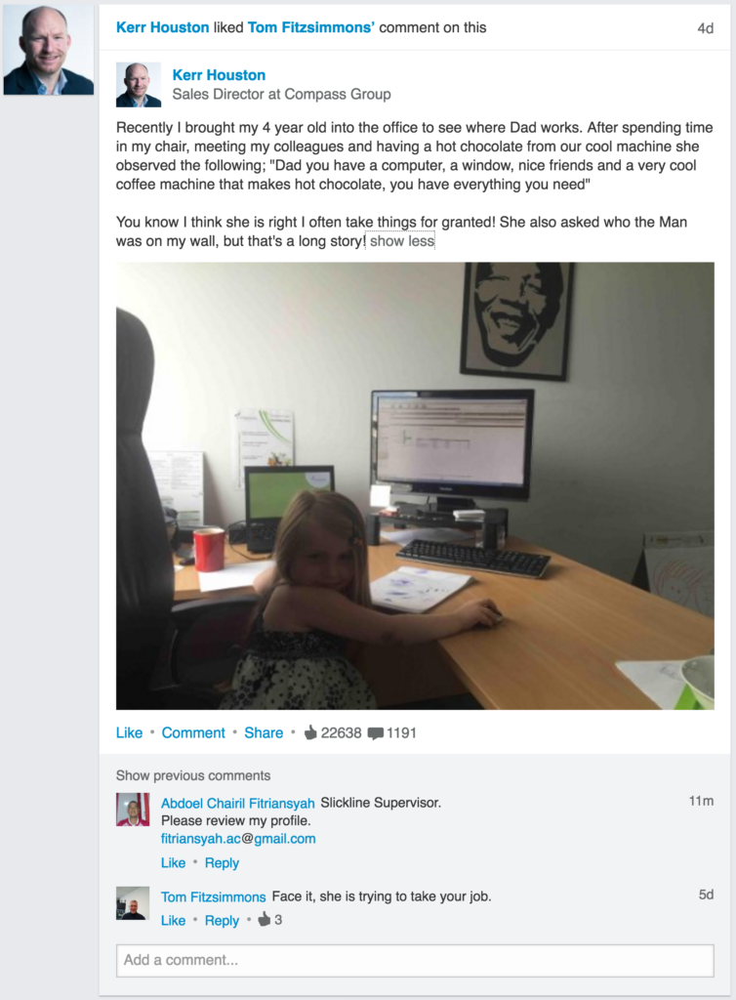 Kerr Houston liked Tom Fitzsimmons' comment on this
4d
Kerr Houston
Sales Director at Compass Group
Recently I brought my 4 year old into the office to see where Dad works. After spending time
in my chair, meeting my colleagues and having a hot chocolate from our cool machine she
observed the following; "Dad you have a computer, a window, nice friends and a very cool
coffee machine that makes hot chocolate, you have everything you need"
You know I think she is right I often take things for granted! She also asked who the Man
was on my wall, but that's a long story! show less
Like • Comment • Share • 22638 1191
Show previous comments
Abdoel Chairil Fitriansyah Slickline Supervisor.
11m
Please review my profile.
fitriansyah.ac@gmail.com
Like • Reply
Tom Fitzsimmons Face it, she is trying to take your job.
5d
Like • Reply • 3
Add a comment...